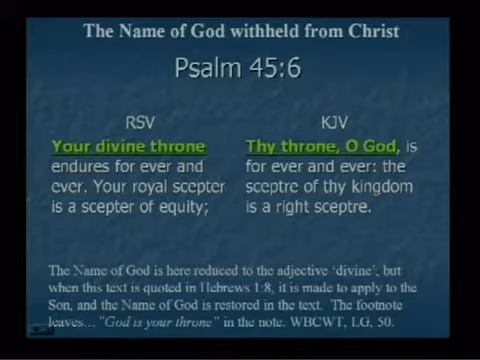 The Name of God withheld from Christ
Psalm 45:6
RSV
Your divine throne
endures for ever and
ever. Your royal scepter
is a scepter of equity;
KJV
Thy throne, O God, is
for ever and ever: the
sceptre of thy kingdom
is a right sceptre.
The Name of God is here reduced to the adjective 'divine', but
when this text is quoted in Hebrews 1:8, it is made to apply to the
Son, and the Name of God is restored in the text. The footnote
leaves... "God is your throne" in the note. WBCWT, LG, 50.